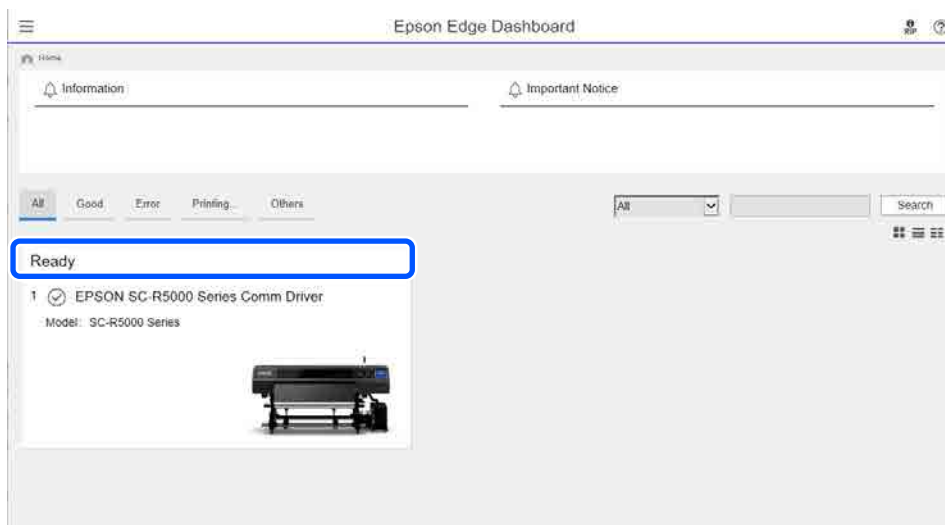 Epson Edge Dashboard
Home
Information
Important Notice
All Good Error Printing... Others
All
Search
Ready
1 EPSON SC-R5000 Series Comm Driver
Model: SC-R5000 Series